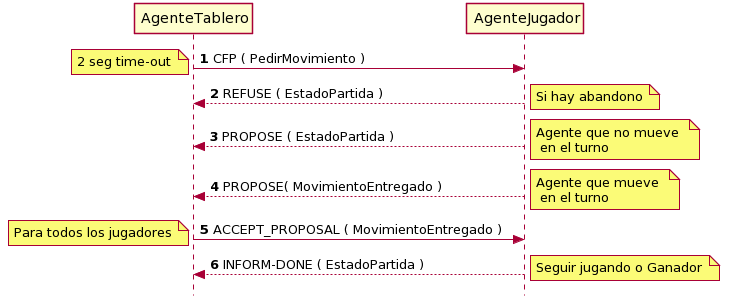 AgenteTablero
AgenteJugador
2 seg time-out
1 CFP ( PedirMovimiento )
2 REFUSE ( EstadoPartida )
Si hay abandono
3 PROPOSE ( EstadoPartida )
Agente que no mueve
en el turno
4 PROPOSE( MovimientoEntregado )
Agente que mueve
en el turno
Para todos los jugadores
5 ACCEPT_PROPOSAL ( MovimientoEntregado )
6 INFORM-DONE ( EstadoPartida )
Seguir jugando o Ganador